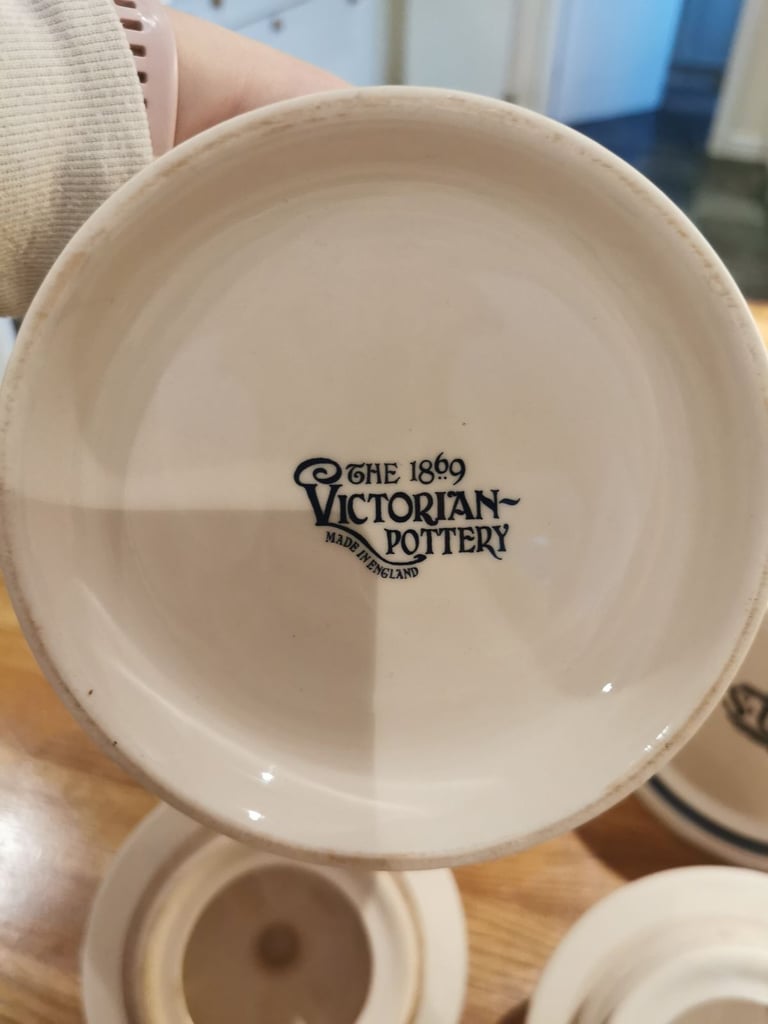 THE 1869
VICTORIAN~
POTTERY
MADE IN ENGLAND